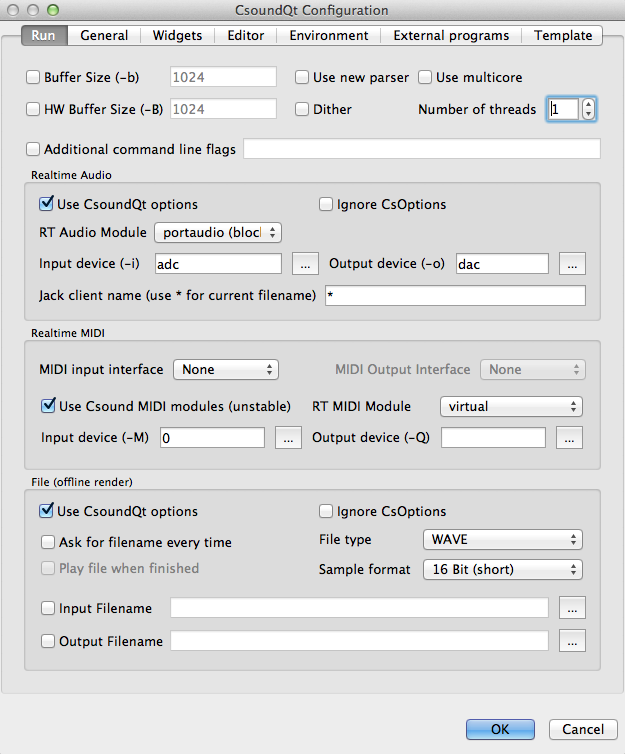 CsoundQt Configuration
Run General Widgets Editor Environment External programs Template
Buffer Size (-b) 1024 Use new parser Use multicore
HW Buffer Size (-B) 1024 Dither Number of threads 1
Additional command line flags
Realtime Audio
Use CsoundQt options Ignore CsOptions
RT Audio Module portaudio (bloc
Input device (-i) adc ... Output device (-o) dac ...
Jack client name (use * for current filename) *
Realtime MIDI
MIDI input interface None MIDI Output Interface None
Use Csound MIDI modules (unstable) RT MIDI Module virtual
Input device (-M) 0 ... Output device (-Q) ...
File (offline render)
Use CsoundQt options Ignore CsOptions
Ask for filename every time File type WAVE
Play file when finished Sample format 16 Bit (short)
Input Filename ...
Output Filename ...
OK Cancel